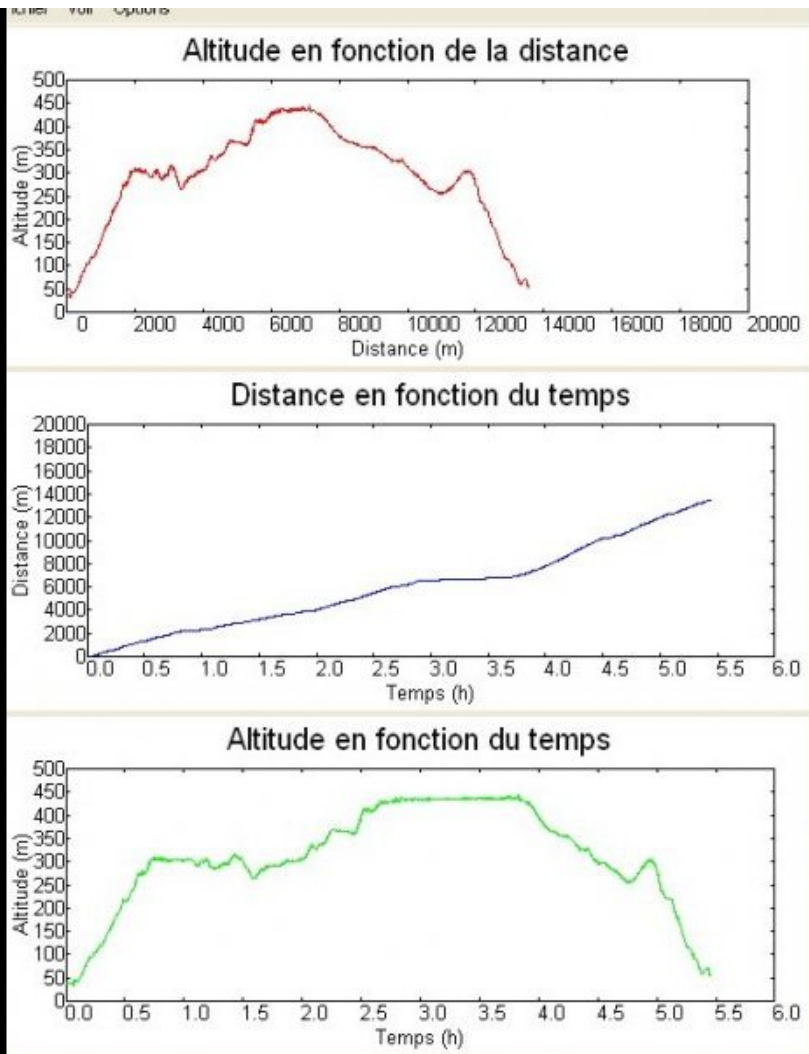 Fichier Voir Options
Altitude en fonction de la distance
500
450
400
350
300
250
200
150
100
50
0
Altitude (m)
0 2000 4000 6000 8000 10000 12000 14000 16000 18000 20000
Distance (m)
Distance en fonction du temps
20000
18000
16000
14000
12000
10000
8000
6000
4000
2000
0
Distance (m)
0.0 0.5 1.0 1.5 2.0 2.5 3.0 3.5 4.0 4.5 5.0 5.5 6.0
Temps (h)
Altitude en fonction du temps
500
450
400
350
300
250
200
150
100
50
0
Altitude (m)
0.0 0.5 1.0 1.5 2.0 2.5 3.0 3.5 4.0 4.5 5.0 5.5 6.0
Temps (h)